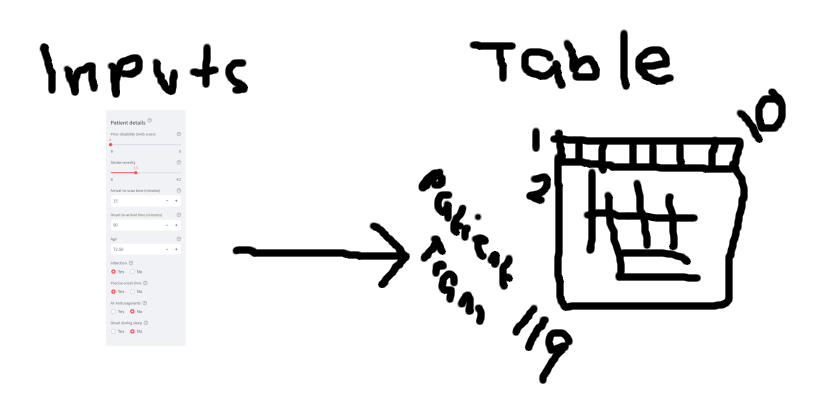 Inputs
Table
Patient details
Prior disability (mRS score)
0
0
5
Stroke severity
15
0
42
Arrival-to-scan time (minutes)
15
- +
Onset-to-arrival time (minutes)
90
- +
Age
72.50
- +
Infarction
Yes No
Precise onset time
Yes No
AF Anticoagulants
Yes No
Onset during sleep
Yes No
1
10
2
Patient
119